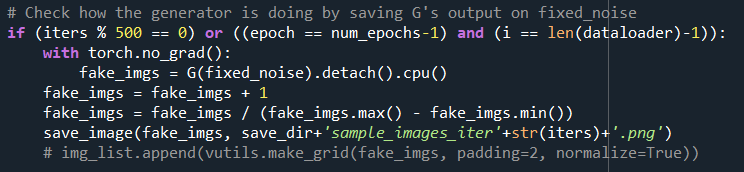 # Check how the generator is doing by saving G's output on fixed_noise
if (iters % 500 == 0) or ((epoch == num_epochs-1) and (i == len(dataloader)-1)):
    with torch.no_grad():
        fake_imgs = G(fixed_noise).detach().cpu()
    fake_imgs = fake_imgs + 1
    fake_imgs = fake_imgs / (fake_imgs.max() - fake_imgs.min())
    save_image(fake_imgs, save_dir+'sample_images_iter'+str(iters)+'.png')
    # img_list.append(vutils.make_grid(fake_imgs, padding=2, normalize=True))